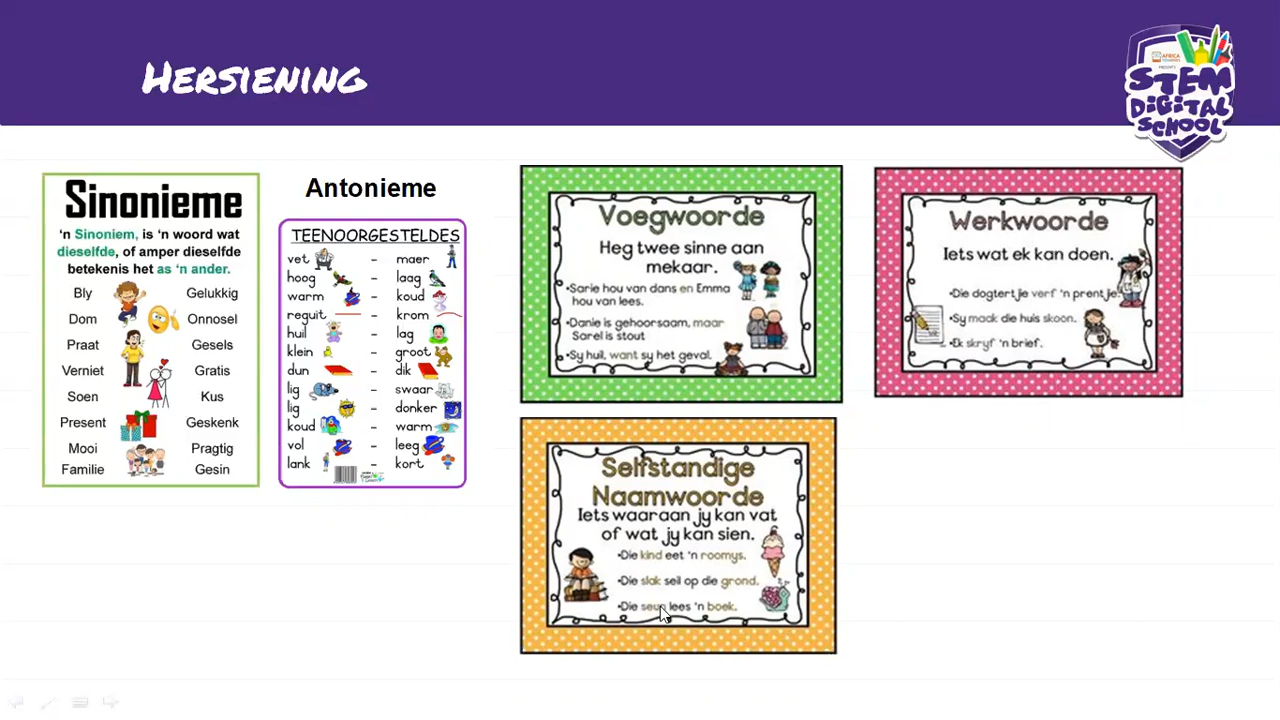 Hersiening
AFRICA
STEM
DIGITAL
SCHOOL
Sinonieme
'n Sinoniem, is 'n woord wat
dieselfde, of amper dieselfde
betekenis het as 'n ander.
Bly Gelukkig
Dom Onnosel
Praat Gesels
Verniet Gratis
Soen Kus
Present Geskenk
Mooi Pragtig
Familie Gesin
Antonieme
TEENOORGESTELDES
vet - maer
hoog - laag
warm - koud
reguit - krom
huil - lag
klein - groot
dun - dik
lig - swaar
lig - donker
koud - warm
vol - leeg
lank - kort
Voegwoorde
Heg twee sinne aan
mekaar.
•Sarie hou van dans en Emma
hou van lees.
•Danie is gehoorsaam, maar
Sarel is stout
•Sy huil, want sy het geval.
Werkwoorde
Iets wat ek kan doen.
•Die dogtertjie verf 'n prentjie.
•Sy maak die huis skoon.
•Ek skryf 'n brief.
Selfstandige
Naamwoorde
Iets waaraan jy kan vat
of wat jy kan sien.
•Die kind eet 'n roomys.
•Die slak seil op die grond.
•Die seun lees 'n boek.